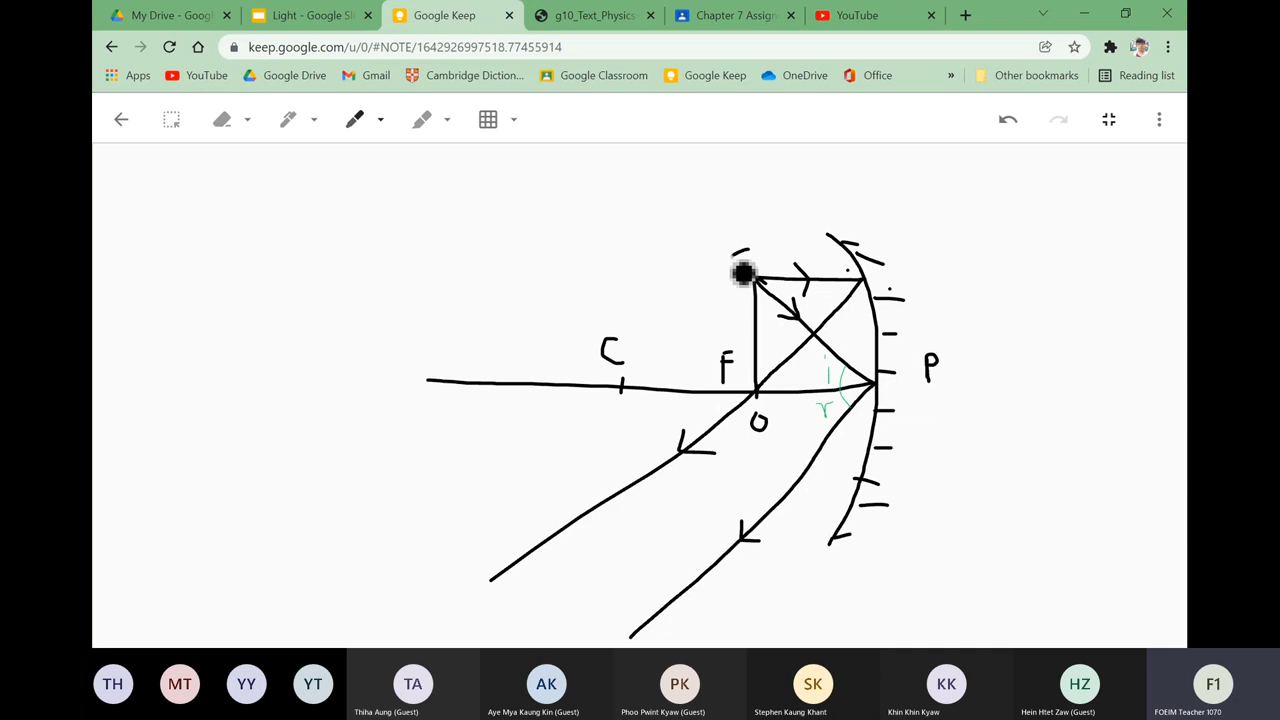 My Drive - Googl
Light - Google Sli
Google Keep
g10_Text_Physics
Chapter 7 Assign
YouTube
keep.google.com/u/0/#NOTE/1642926997518.77455914
Apps
YouTube
Google Drive
Gmail
Cambridge Diction...
Google Classroom
Google Keep
OneDrive
Office
»
Other bookmarks
Reading list
C
F
P
i
r
O
TH
MT
YY
YT
TA
AK
PK
SK
KK
HZ
F1
Thiha Aung (Guest)
Aye Mya Kaung Kin (Guest)
Phoo Pwint Kyaw (Guest)
Stephen Kaung Khant
Khin Khin Kyaw
Hein Htet Zaw (Guest)
FOEIM Teacher 1070